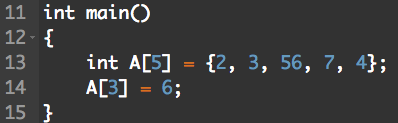 11 int main()
12 {
13     int A[5] = {2, 3, 56, 7, 4};
14     A[3] = 6;
15 }